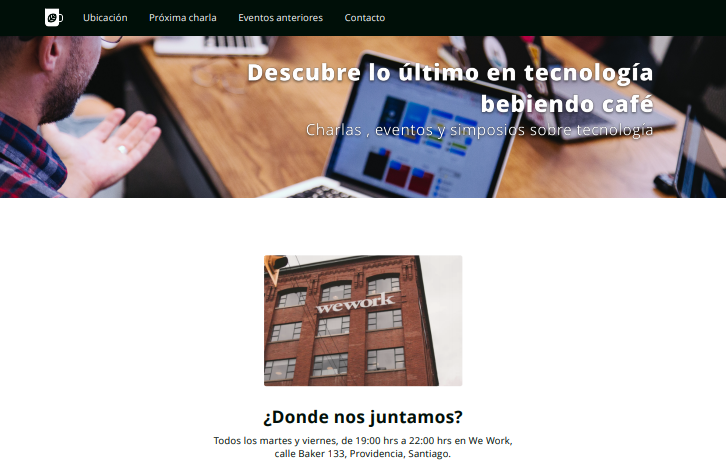 Ubicación Próxima charla Eventos anteriores Contacto
Descubre lo último en tecnología
bebiendo café
Charlas , eventos y simposios sobre tecnología
wework
¿Donde nos juntamos?
Todos los martes y viernes, de 19:00 hrs a 22:00 hrs en We Work,
calle Baker 133, Providencia, Santiago.